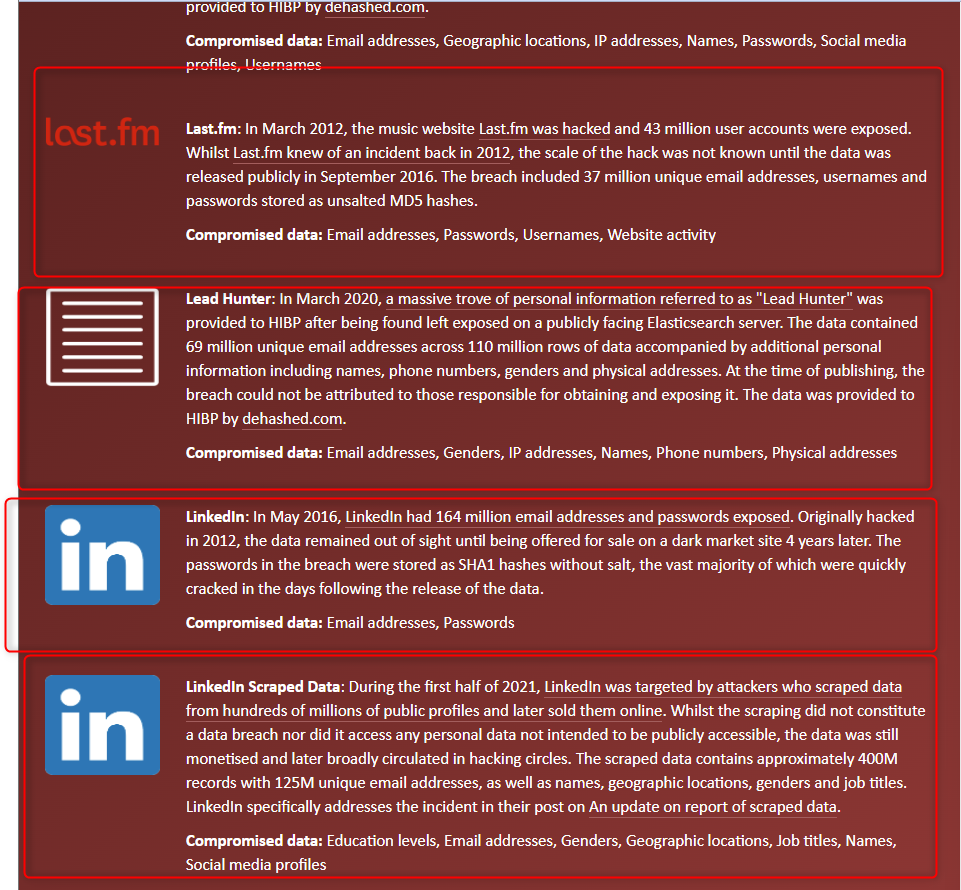 provided to HIBP by dehashed.com.
Compromised data: Email addresses, Geographic locations, IP addresses, Names, Passwords, Social media
profiles, Usernames
last.fm
Last.fm: In March 2012, the music website Last.fm was hacked and 43 million user accounts were exposed.
Whilst Last.fm knew of an incident back in 2012, the scale of the hack was not known until the data was
released publicly in September 2016. The breach included 37 million unique email addresses, usernames and
passwords stored as unsalted MD5 hashes.
Compromised data: Email addresses, Passwords, Usernames, Website activity
Lead Hunter: In March 2020, a massive trove of personal information referred to as "Lead Hunter" was
provided to HIBP after being found left exposed on a publicly facing Elasticsearch server. The data contained
69 million unique email addresses across 110 million rows of data accompanied by additional personal
information including names, phone numbers, genders and physical addresses. At the time of publishing, the
breach could not be attributed to those responsible for obtaining and exposing it. The data was provided to
HIBP by dehashed.com.
Compromised data: Email addresses, Genders, IP addresses, Names, Phone numbers, Physical addresses
in
LinkedIn: In May 2016, LinkedIn had 164 million email addresses and passwords exposed. Originally hacked
in 2012, the data remained out of sight until being offered for sale on a dark market site 4 years later. The
passwords in the breach were stored as SHA1 hashes without salt, the vast majority of which were quickly
cracked in the days following the release of the data.
Compromised data: Email addresses, Passwords
in
LinkedIn Scraped Data: During the first half of 2021, LinkedIn was targeted by attackers who scraped data
from hundreds of millions of public profiles and later sold them online. Whilst the scraping did not constitute
a data breach nor did it access any personal data not intended to be publicly accessible, the data was still
monetised and later broadly circulated in hacking circles. The scraped data contains approximately 400M
records with 125M unique email addresses, as well as names, geographic locations, genders and job titles.
LinkedIn specifically addresses the incident in their post on An update on report of scraped data.
Compromised data: Education levels, Email addresses, Genders, Geographic locations, Job titles, Names,
Social media profiles